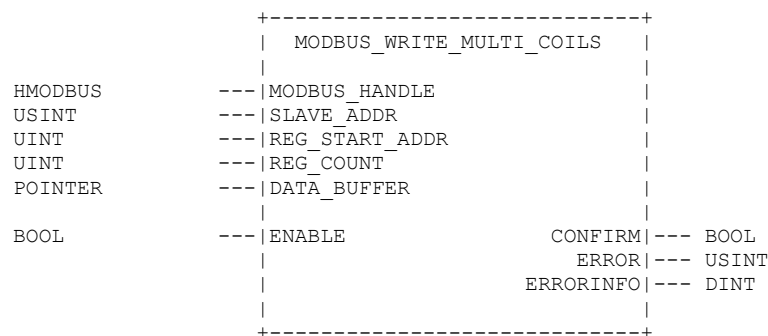 +-------------------------------+
| MODBUS_WRITE_MULTI_COILS |
| |
HMODBUS ---|MODBUS_HANDLE |
USINT ---|SLAVE_ADDR |
UINT ---|REG_START_ADDR |
UINT ---|REG_COUNT |
POINTER ---|DATA_BUFFER |
| |
BOOL ---|ENABLE CONFIRM|--- BOOL
| ERROR|--- USINT
| ERRORINFO|--- DINT
| |
+-------------------------------+